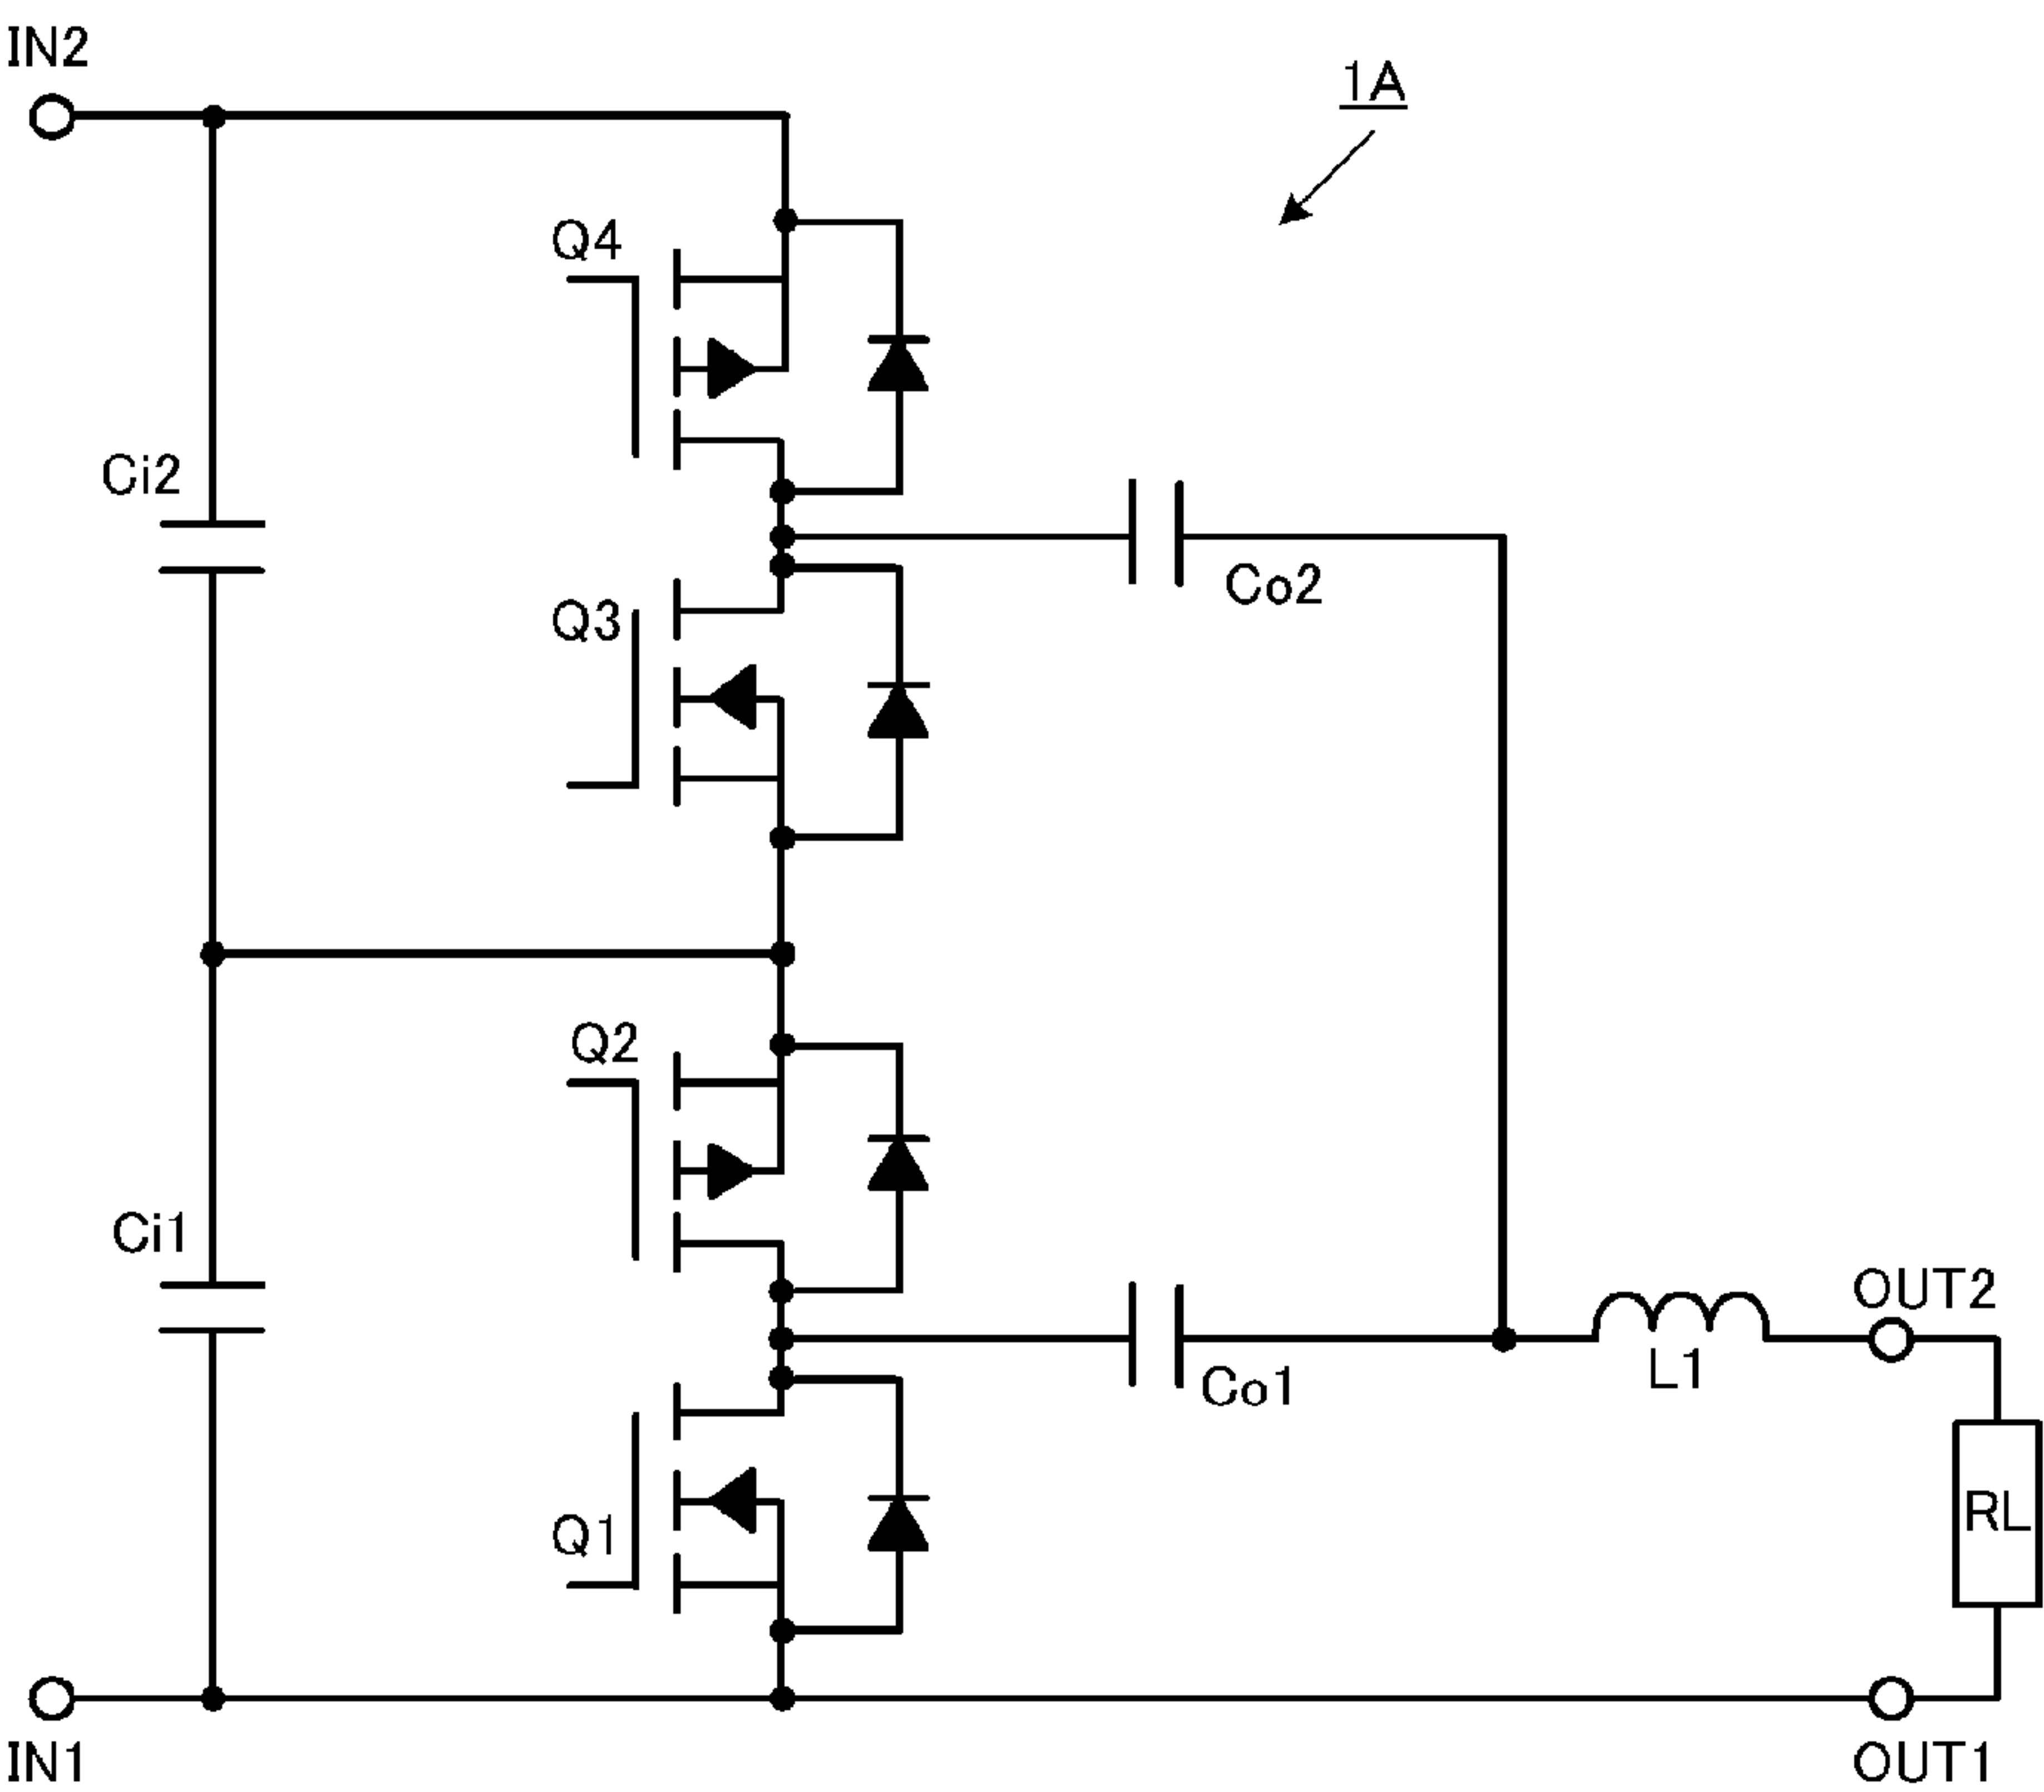 IN2
1A
Q4
Ci2
Co2
Q3
Q2
Ci1
OUT2
L1
Co1
RL
Q1
IN1
OUT1